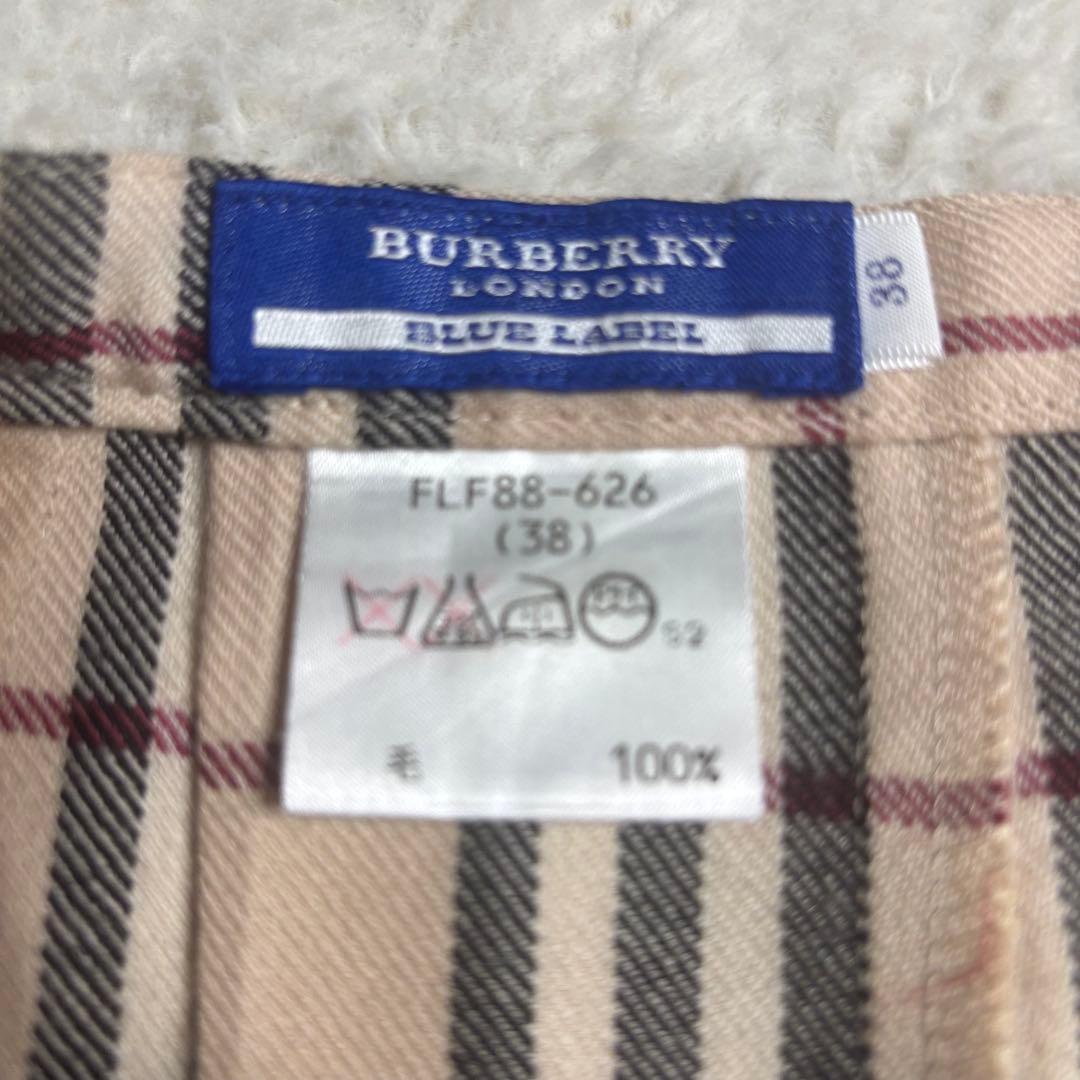 BURBERRY
LONDON
BLUE LABEL
38
FLF88-626
(38)
毛 100%